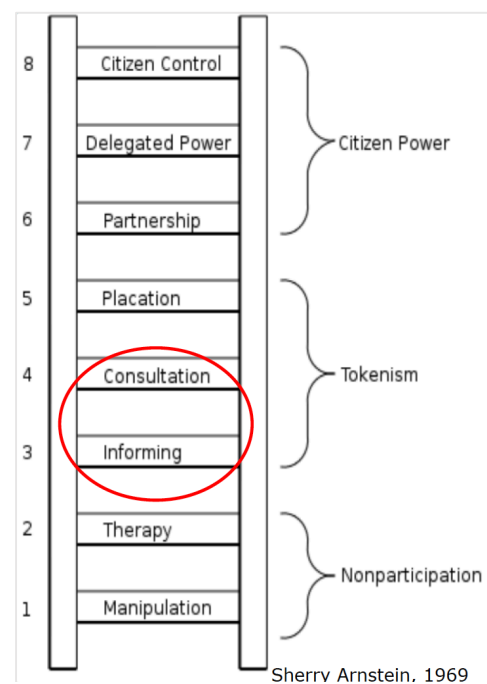 8 Citizen Control
7 Delegated Power
Citizen Power
6 Partnership
5 Placation
4 Consultation
Tokenism
3 Informing
2 Therapy
Nonparticipation
1 Manipulation
Sherry Arnstein, 1969